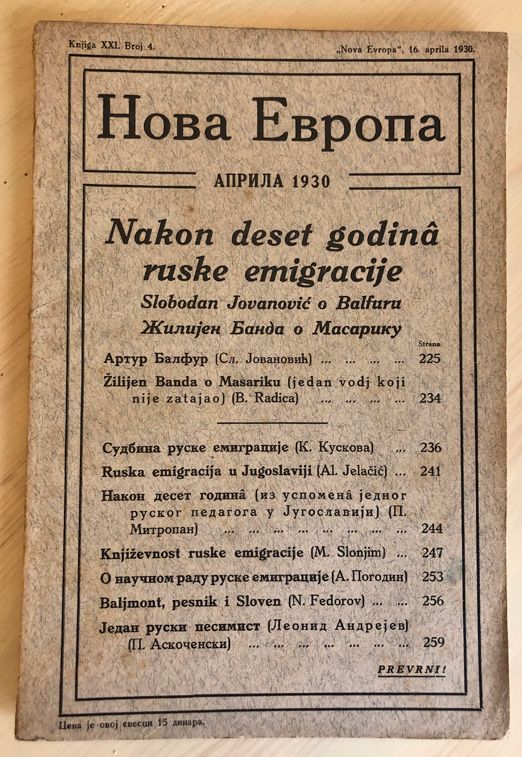 Knjiga XXI. Broj 4.
„Nova Evropa“, 16. aprila 1930.
Нова Европа
АПРИЛА 1930
Nakon deset godinâ
ruske emigracije
Slobodan Jovanović o Balfuru
Жилијен Банда о Масарику
Strana
Артур Балфур (Сл. Јовановић) ... ... ... ... 225
Žilijen Banda o Masariku (jedan vodj koji
nije zatajao) (B. Radica) ... ... ... 234
Судбина руске емиграције (К. Кускова) ... 236
Ruska emigracija u Jugoslaviji (Al. Jelačić) ... 241
Након десет годинâ (из успоменâ једног
руског педагога у Југославији) (П.
Митропан) ... ... ... ... ... ... ... ... 244
Književnost ruske emigracije (M. Slonjim) ... 247
О научном раду руске емиграције (А. Погодин) 253
Baljmont, pesnik i Sloven (N. Fedorov) ... ... 256
Један руски песимист (Леонид Андрејев)
(П. Аскоченски) ... ... ... ... ... ... ... 259
PREVRNI!
Цена је овој свесци 15 динара.